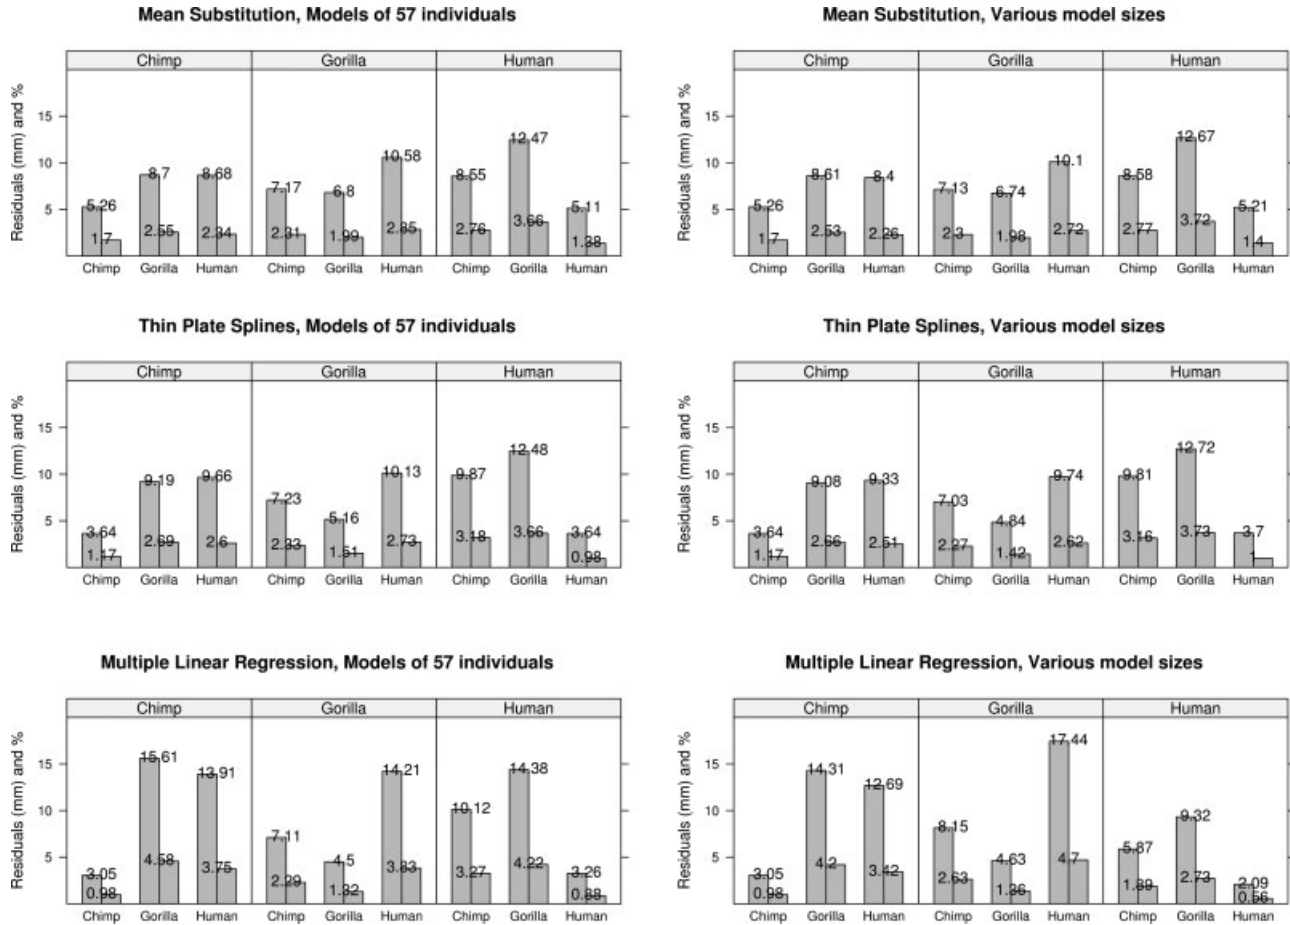 Mean Substitution, Models of 57 individuals
Chimp Gorilla Human
Residuals (mm) and %
15
10
5
5.26 1.7 8.7 2.55 8.68 2.34 7.17 2.31 6.8 1.99 10.58 2.85 8.55 2.76 12.47 3.66 5.11 1.38
Chimp Gorilla Human Chimp Gorilla Human Chimp Gorilla Human
Mean Substitution, Various model sizes
Chimp Gorilla Human
Residuals (mm) and %
15
10
5
5.26 1.7 8.61 2.53 8.4 2.26 7.13 2.3 6.74 1.98 10.1 2.72 8.58 2.77 12.67 3.72 5.21 1.4
Chimp Gorilla Human Chimp Gorilla Human Chimp Gorilla Human
Thin Plate Splines, Models of 57 individuals
Chimp Gorilla Human
Residuals (mm) and %
15
10
5
3.64 1.17 9.19 2.69 9.66 2.6 7.23 2.33 5.16 1.51 10.13 2.73 9.87 3.18 12.48 3.66 3.64 0.98
Chimp Gorilla Human Chimp Gorilla Human Chimp Gorilla Human
Thin Plate Splines, Various model sizes
Chimp Gorilla Human
Residuals (mm) and %
15
10
5
3.64 1.17 9.08 2.66 9.33 2.51 7.03 2.27 4.84 1.42 9.74 2.62 9.81 3.16 12.72 3.73 3.7 1
Chimp Gorilla Human Chimp Gorilla Human Chimp Gorilla Human
Multiple Linear Regression, Models of 57 individuals
Chimp Gorilla Human
Residuals (mm) and %
15
10
5
3.05 0.98 15.61 4.58 13.91 3.75 7.11 2.29 4.5 1.32 14.21 3.83 10.12 3.27 14.38 4.22 3.26 0.88
Chimp Gorilla Human Chimp Gorilla Human Chimp Gorilla Human
Multiple Linear Regression, Various model sizes
Chimp Gorilla Human
Residuals (mm) and %
15
10
5
3.05 0.98 14.31 4.2 12.69 3.42 8.15 2.63 4.63 1.36 17.44 4.7 5.87 1.89 9.32 2.73 2.09 0.56
Chimp Gorilla Human Chimp Gorilla Human Chimp Gorilla Human